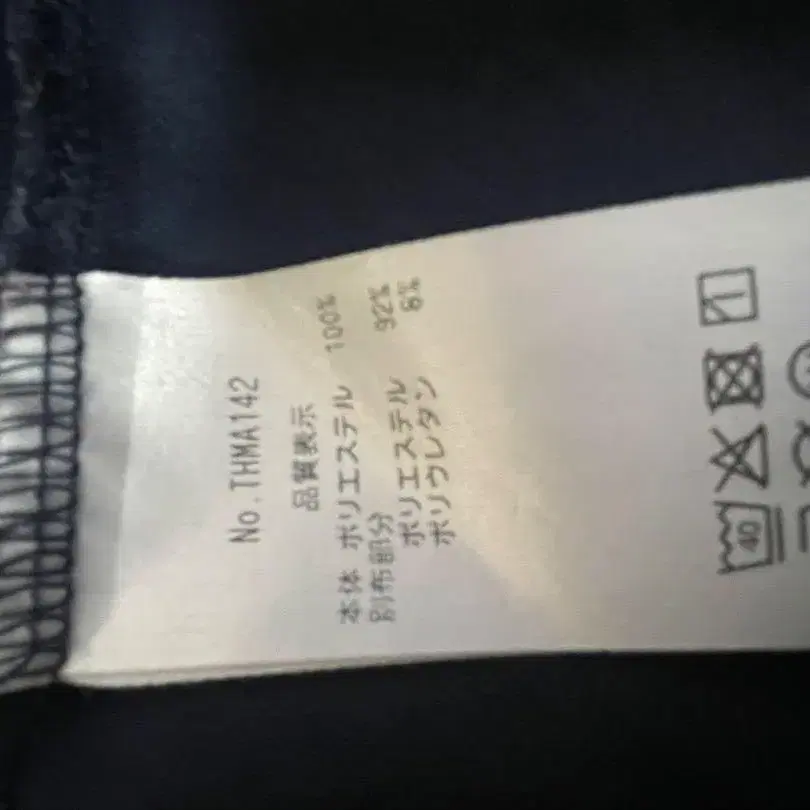 No.THMA142
品質表示
本体 ポリエステル 100%
別布部分
ポリエステル 92%
ポリウレタン 8%
40